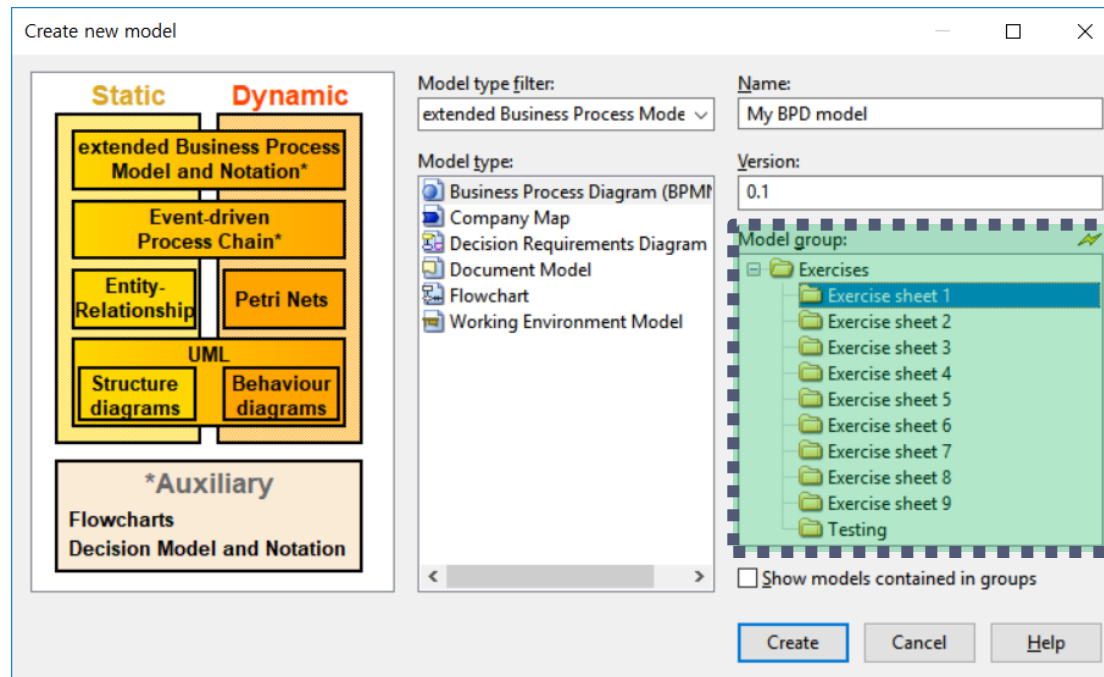 Create new model
Static
Dynamic
extended Business Process
Model and Notation*
Event-driven
Process Chain*
Entity-
Relationship
Petri Nets
UML
Structure
diagrams
Behaviour
diagrams
*Auxiliary
Flowcharts
Decision Model and Notation
Model type filter:
extended Business Process Mode
Model type:
Business Process Diagram (BPMN
Company Map
Decision Requirements Diagram
Document Model
Flowchart
Working Environment Model
Name:
My BPD model
Version:
0.1
Model group:
Exercises
Exercise sheet 1
Exercise sheet 2
Exercise sheet 3
Exercise sheet 4
Exercise sheet 5
Exercise sheet 6
Exercise sheet 7
Exercise sheet 8
Exercise sheet 9
Testing
Show models contained in groups
Create
Cancel
Help